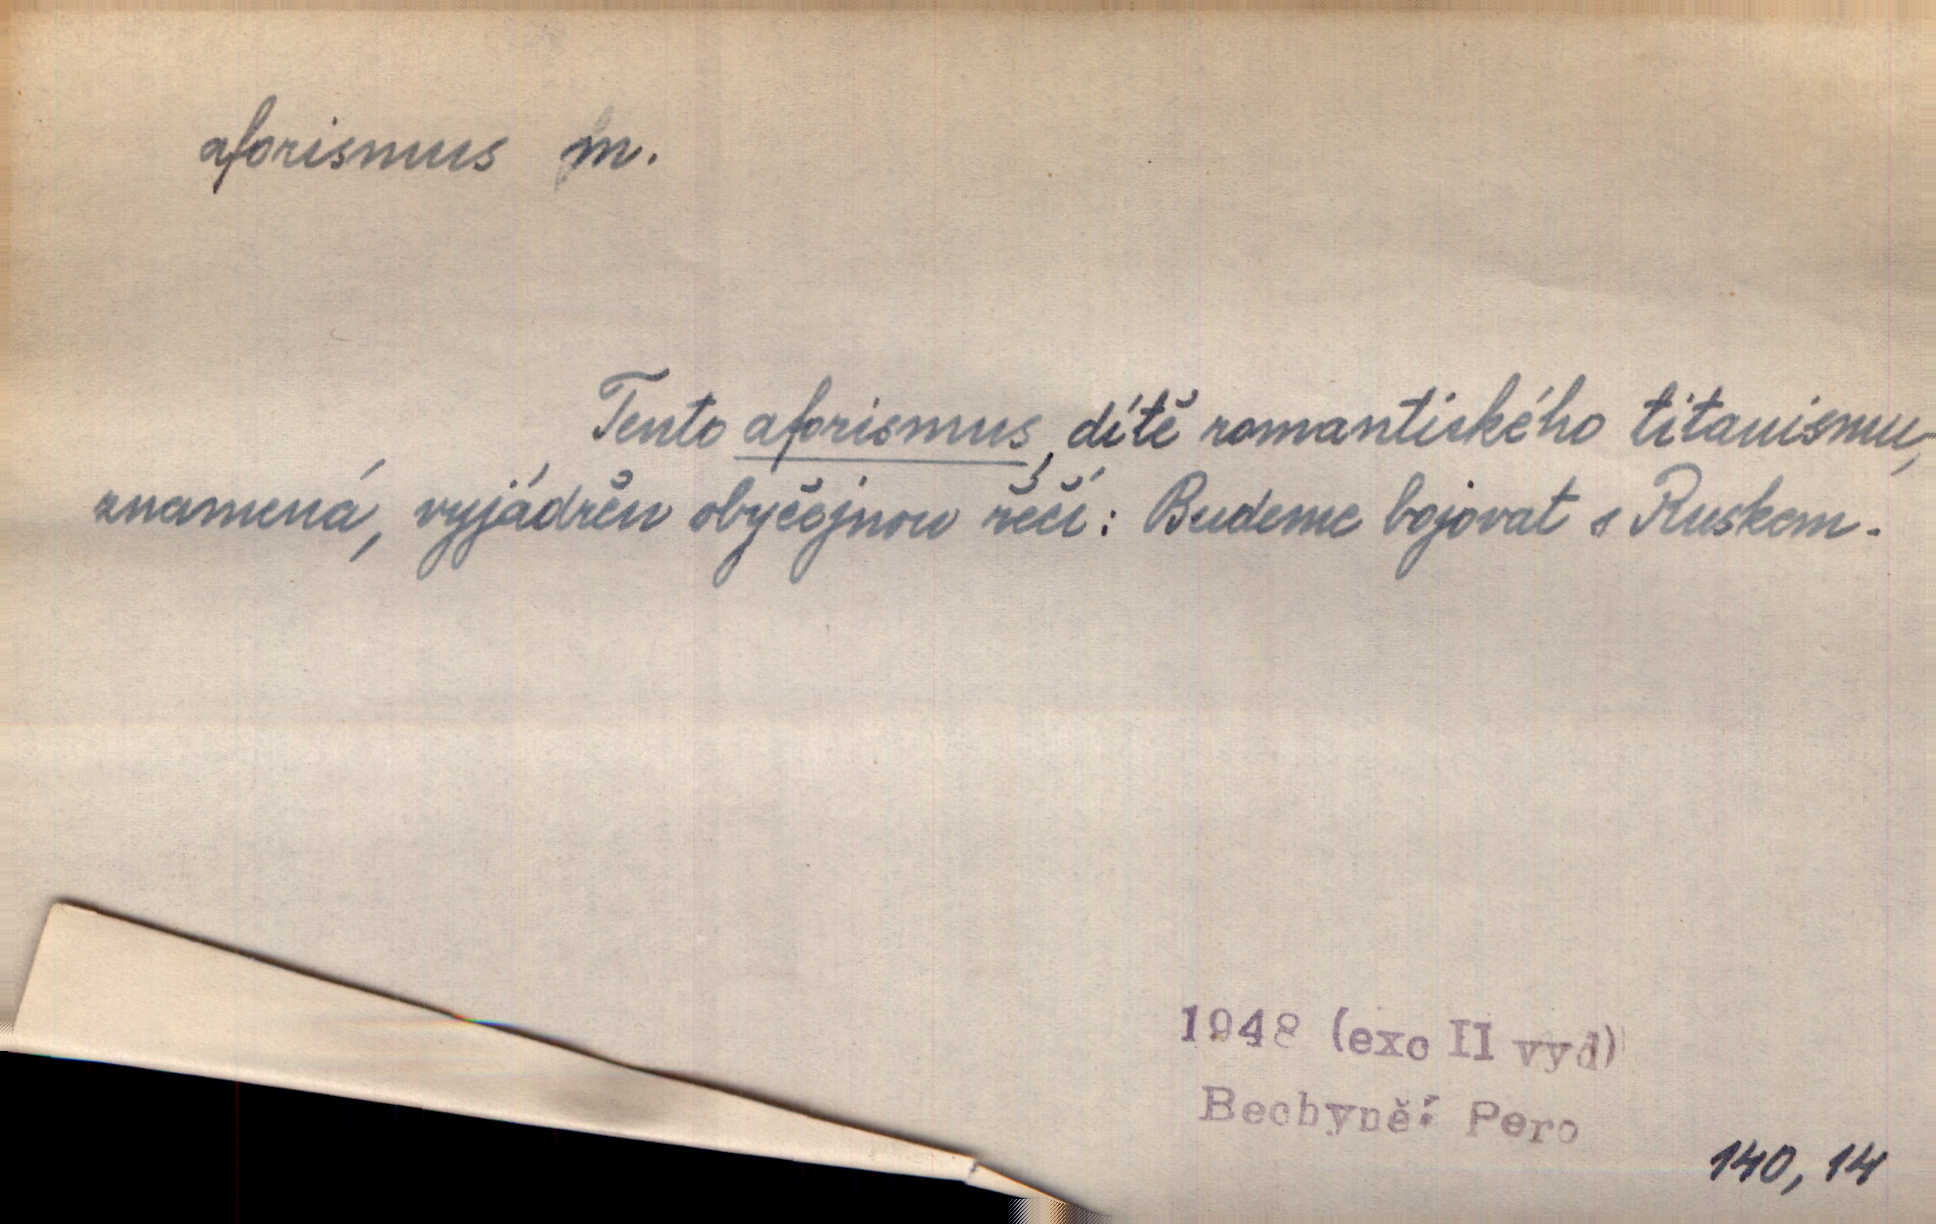 aforismus m.
Tento aforismus, dítě romantického titanismu,
znamená, vyjádřen obyčejnou řečí: Budeme bojovat s Ruskem.
1948 (exc II vyd)
Bechyně: Pero
140, 14